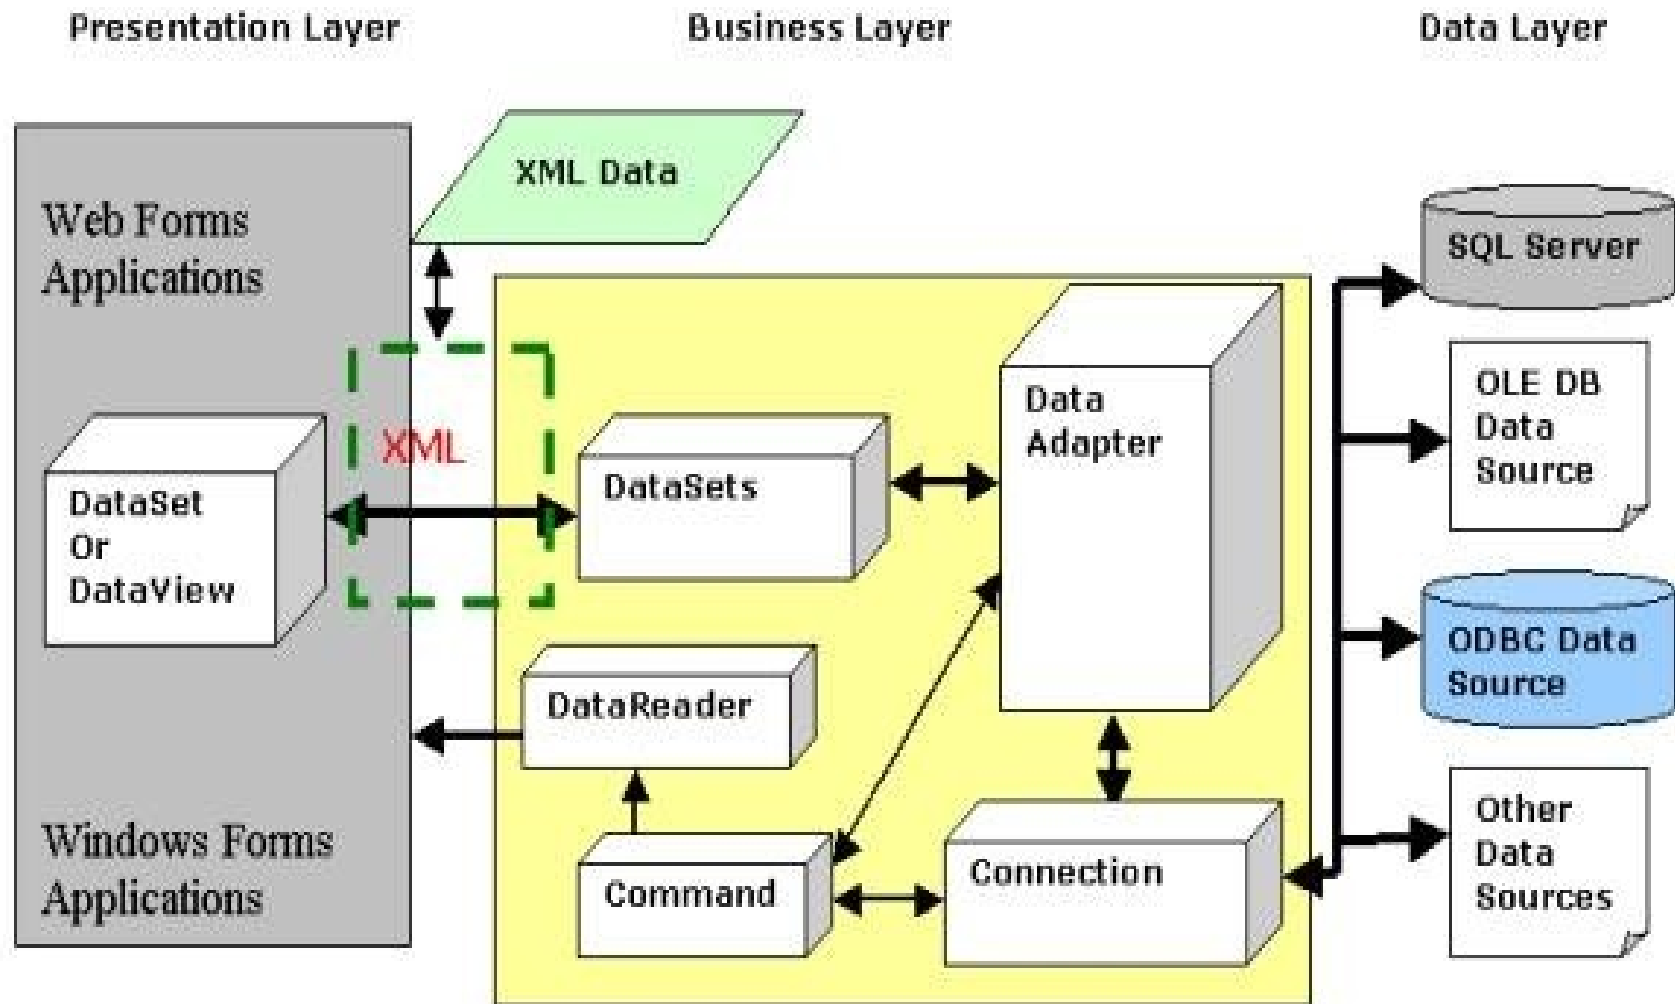 Presentation Layer
Business Layer
Data Layer
XML Data
Web Forms
Applications
SQL Server
OLE DB
Data
Source
Data
Adapter
XML
DataSets
DataSet
Or
DataView
ODBC Data
Source
DataReader
Windows Forms
Applications
Command
Connection
Other
Data
Sources